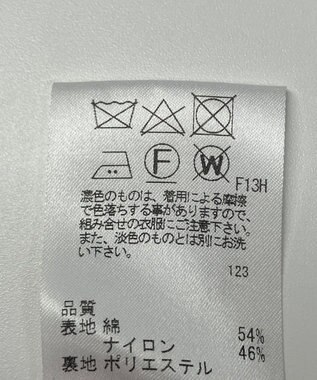 F
W
F13H
濃色のものは、着用による摩擦
で色落ちする事がありますので、
組み合せの衣服にご注意下さい。
また、淡色のものとは別にお洗
い下さい。
123
品質
表地 綿 54%
ナイロン 46%
裏地 ポリエステル